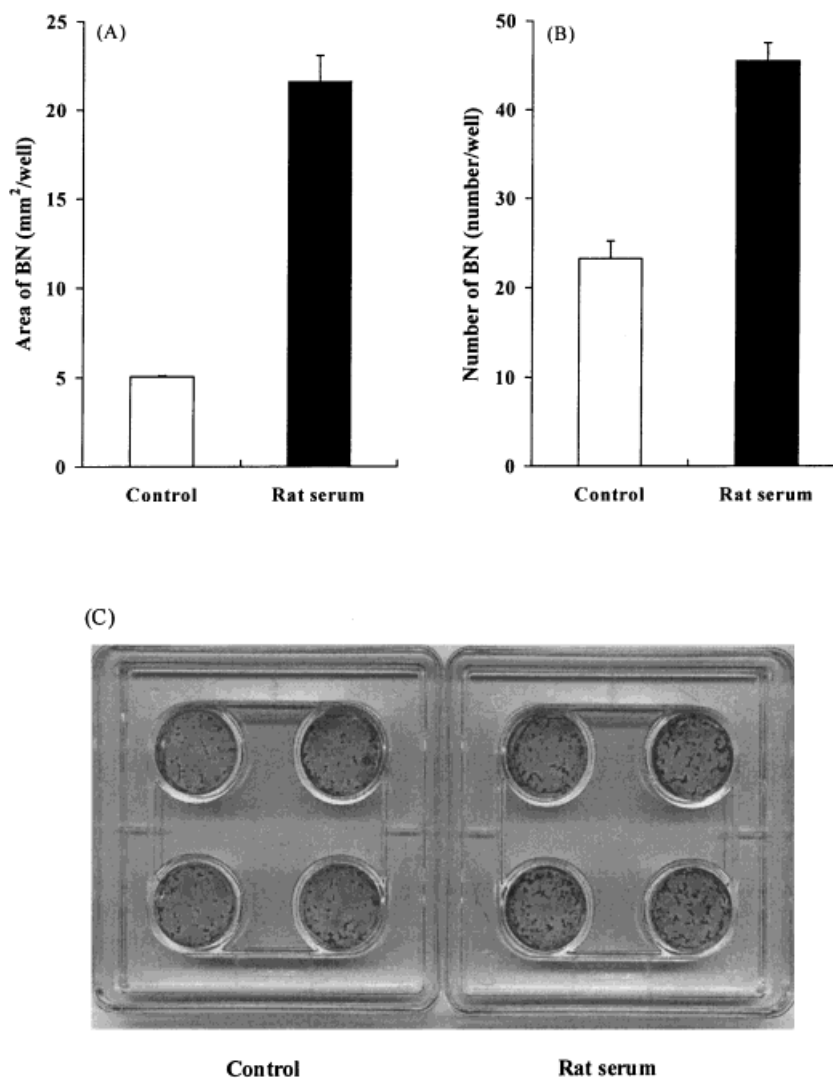 (A)
Area of BN (mm²/well)
25
20
15
10
5
0
Control Rat serum
(B)
Number of BN (number/well)
50
40
30
20
10
0
Control Rat serum
(C)
Control Rat serum